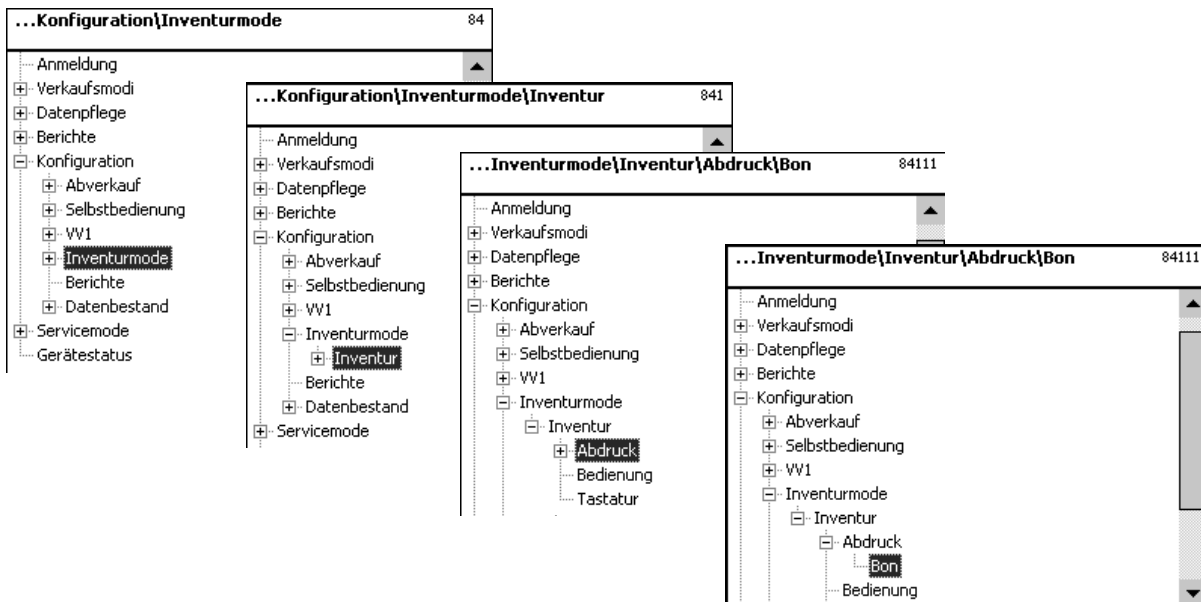 ...Konfiguration\Inventurmode 84
Anmeldung
Verkaufsmodi
Datenpflege
Berichte
Konfiguration
Abverkauf
Selbstbedienung
VV1
Inventurmode
Berichte
Datenbestand
Servicemode
Gerätestatus
...Konfiguration\Inventurmode\Inventur 841
Anmeldung
Verkaufsmodi
Datenpflege
Berichte
Konfiguration
Abverkauf
Selbstbedienung
VV1
Inventurmode
Inventur
Berichte
Datenbestand
Servicemode
...Inventurmode\Inventur\Abdruck\Bon 84111
Anmeldung
Verkaufsmodi
Datenpflege
Berichte
Konfiguration
Abverkauf
Selbstbedienung
VV1
Inventurmode
Inventur
Abdruck
Bedienung
Tastatur
...Inventurmode\Inventur\Abdruck\Bon 84111
Anmeldung
Verkaufsmodi
Datenpflege
Berichte
Konfiguration
Abverkauf
Selbstbedienung
VV1
Inventurmode
Inventur
Abdruck
Bon
Bedienung